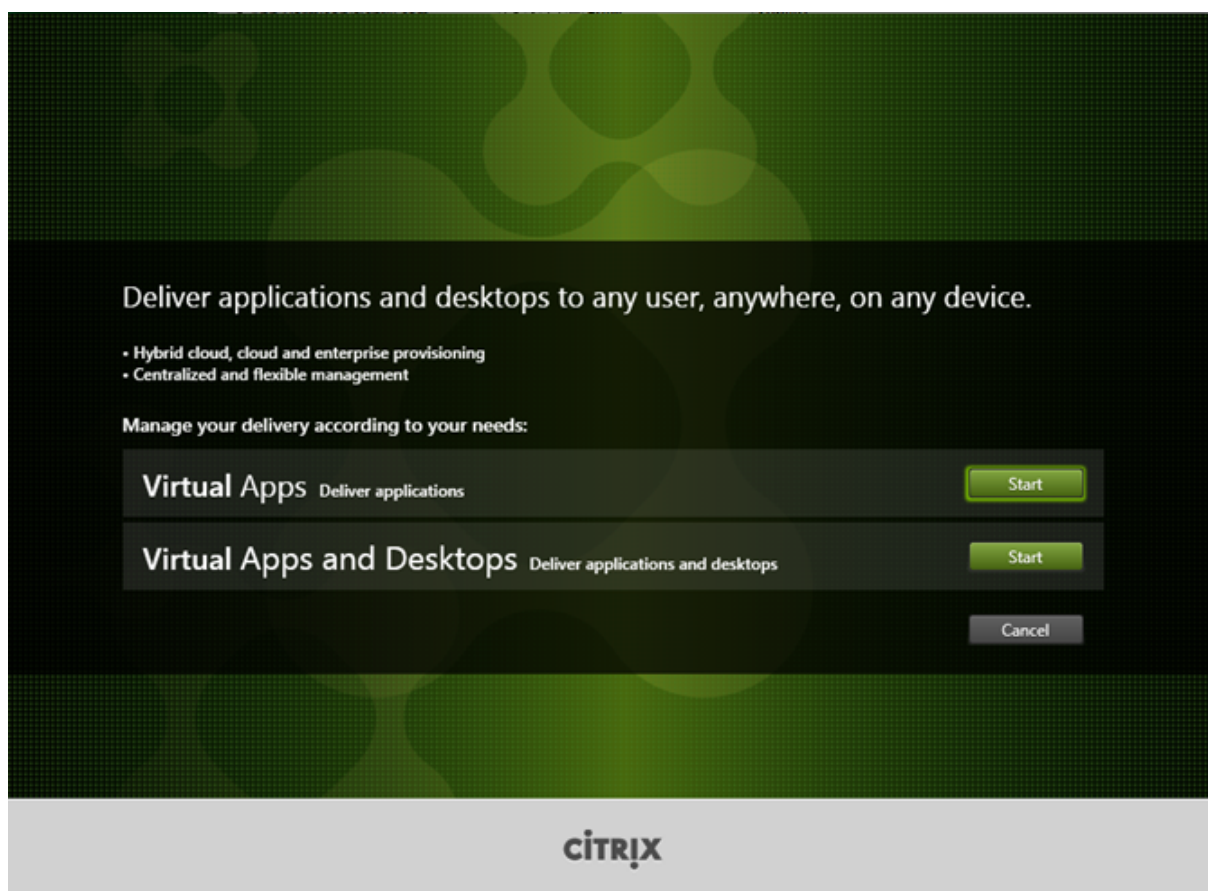 Deliver applications and desktops to any user, anywhere, on any device.
• Hybrid cloud, cloud and enterprise provisioning
• Centralized and flexible management
Manage your delivery according to your needs:
Virtual Apps Deliver applications Start
Virtual Apps and Desktops Deliver applications and desktops Start
Cancel
CİTRIX